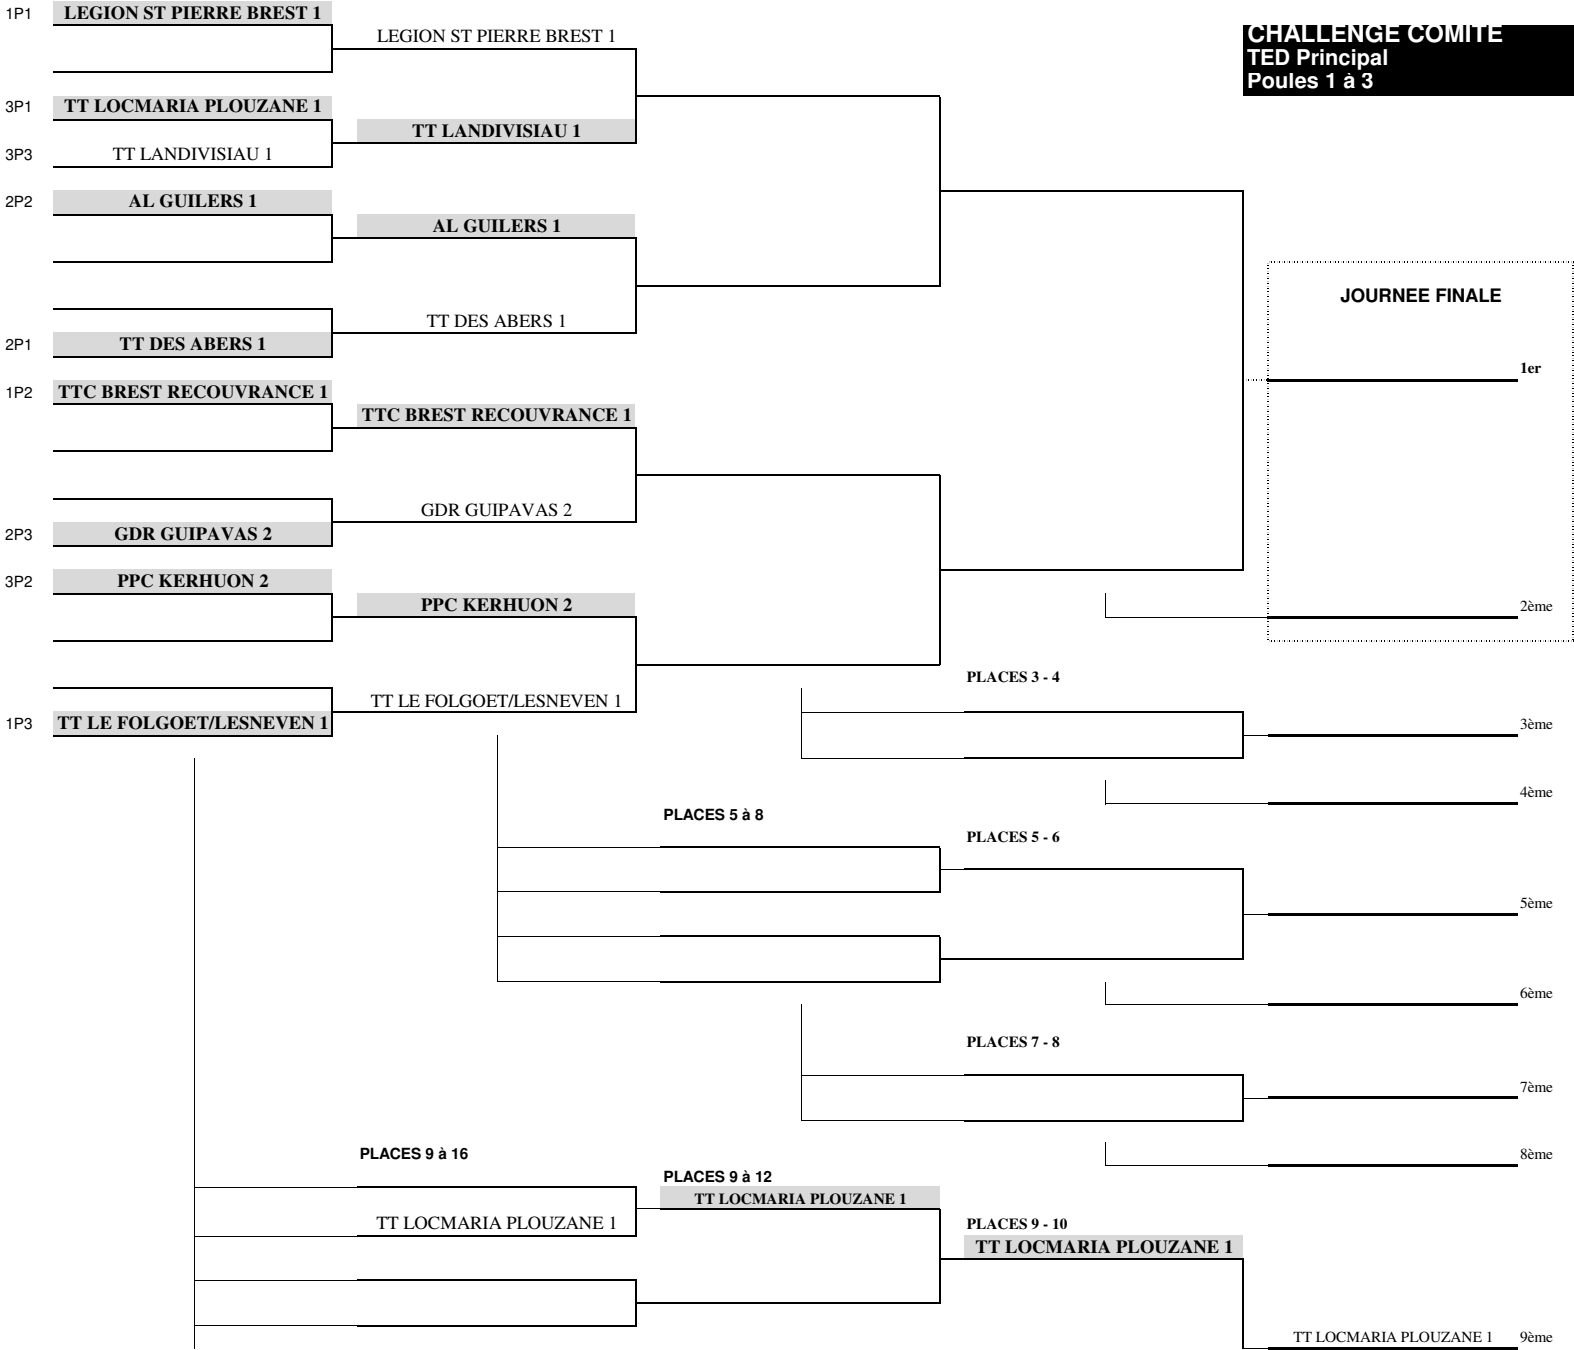 1P1 LEGION ST PIERRE BREST 1
LEGION ST PIERRE BREST 1
CHALLENGE COMITE
TED Principal
Poules 1 à 3
3P1 TT LOCMARIA PLOUZANE 1
TT LANDIVISIAU 1
3P3 TT LANDIVISIAU 1
2P2 AL GUILERS 1
AL GUILERS 1
JOURNEE FINALE
TT DES ABERS 1
2P1 TT DES ABERS 1
1er
1P2 TTC BREST RECOUVRANCE 1
TTC BREST RECOUVRANCE 1
GDR GUIPAVAS 2
2P3 GDR GUIPAVAS 2
3P2 PPC KERHUON 2
PPC KERHUON 2
2ème
PLACES 3 - 4
TT LE FOLGOET/LESNEVEN 1
1P3 TT LE FOLGOET/LESNEVEN 1
3ème
4ème
PLACES 5 à 8
PLACES 5 - 6
5ème
6ème
PLACES 7 - 8
7ème
PLACES 9 à 16
8ème
PLACES 9 à 12
TT LOCMARIA PLOUZANE 1
TT LOCMARIA PLOUZANE 1
PLACES 9 - 10
TT LOCMARIA PLOUZANE 1
TT LOCMARIA PLOUZANE 1 9ème